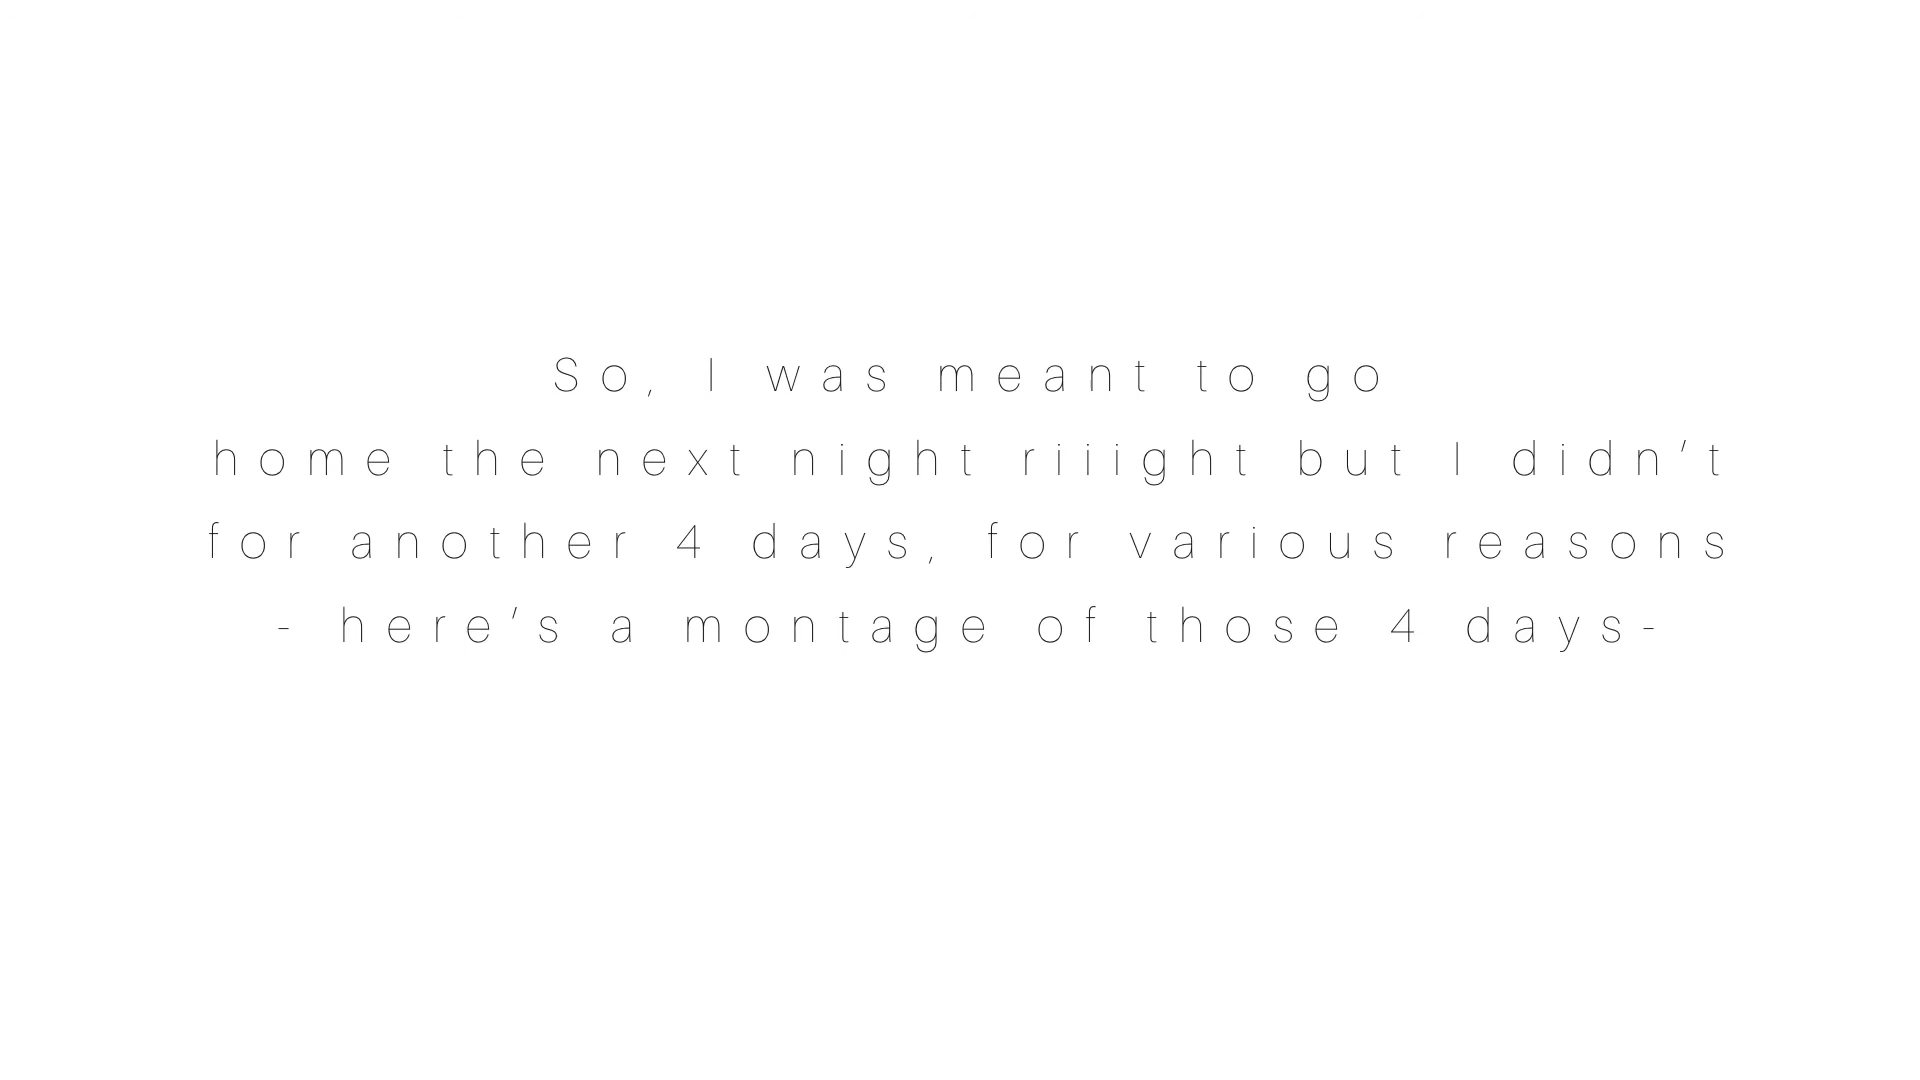 So, I was meant to go
home the next night riiight but I didn't
for another 4 days, for various reasons
- here's a montage of those 4 days-